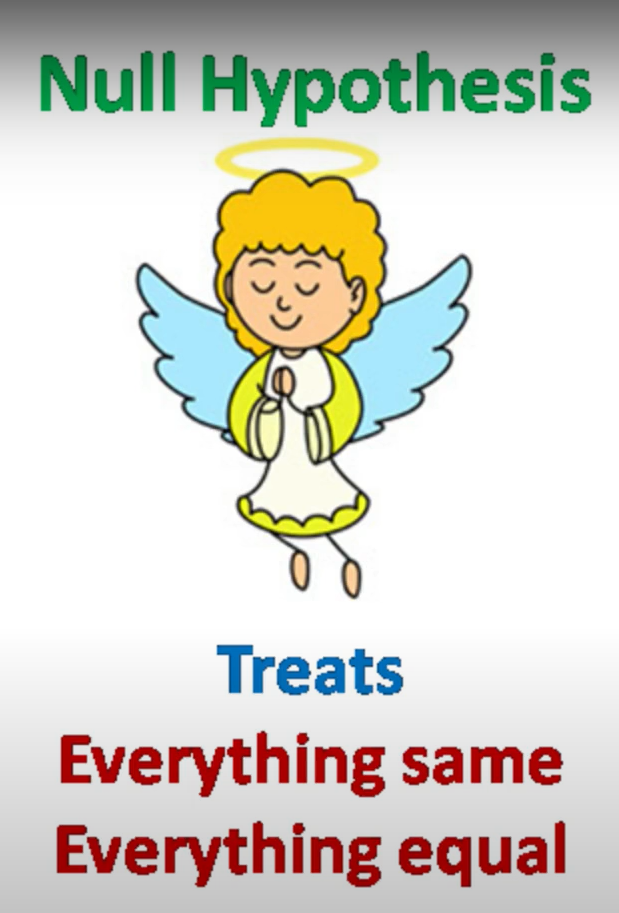 Null Hypothesis
Treats
Everything same
Everything equal